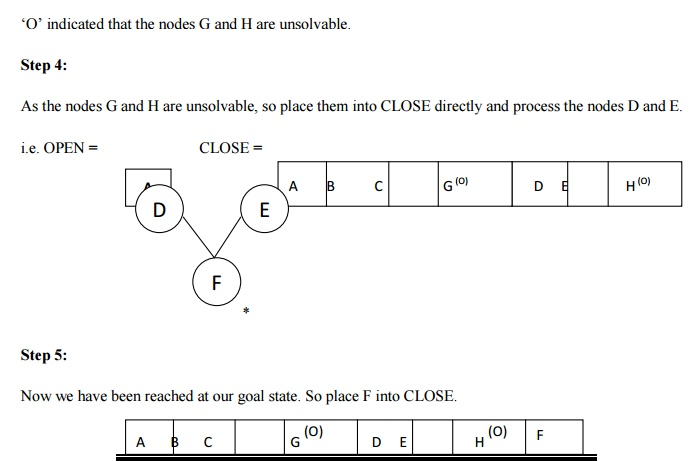 ‘O’ indicated that the nodes G and H are unsolvable.
Step 4:
As the nodes G and H are unsolvable, so place them into CLOSE directly and process the nodes D and E.
i.e. OPEN = CLOSE =
A B C G (O) D E H (O)
D E
F
*
Step 5:
Now we have been reached at our goal state. So place F into CLOSE.
A B C G (O) D E H (O) F